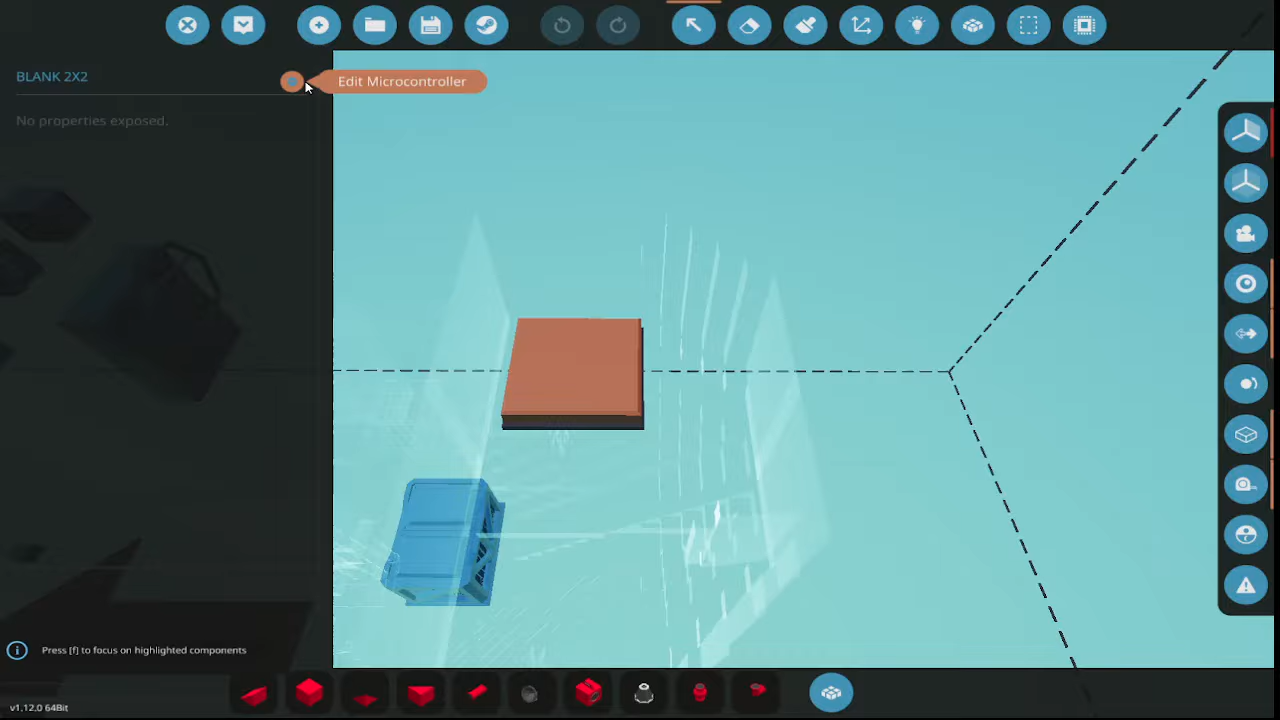 BLANK 2X2
Edit Microcontroller
No properties exposed.
Press [f] to focus on highlighted components
v1.12.0 64Bit